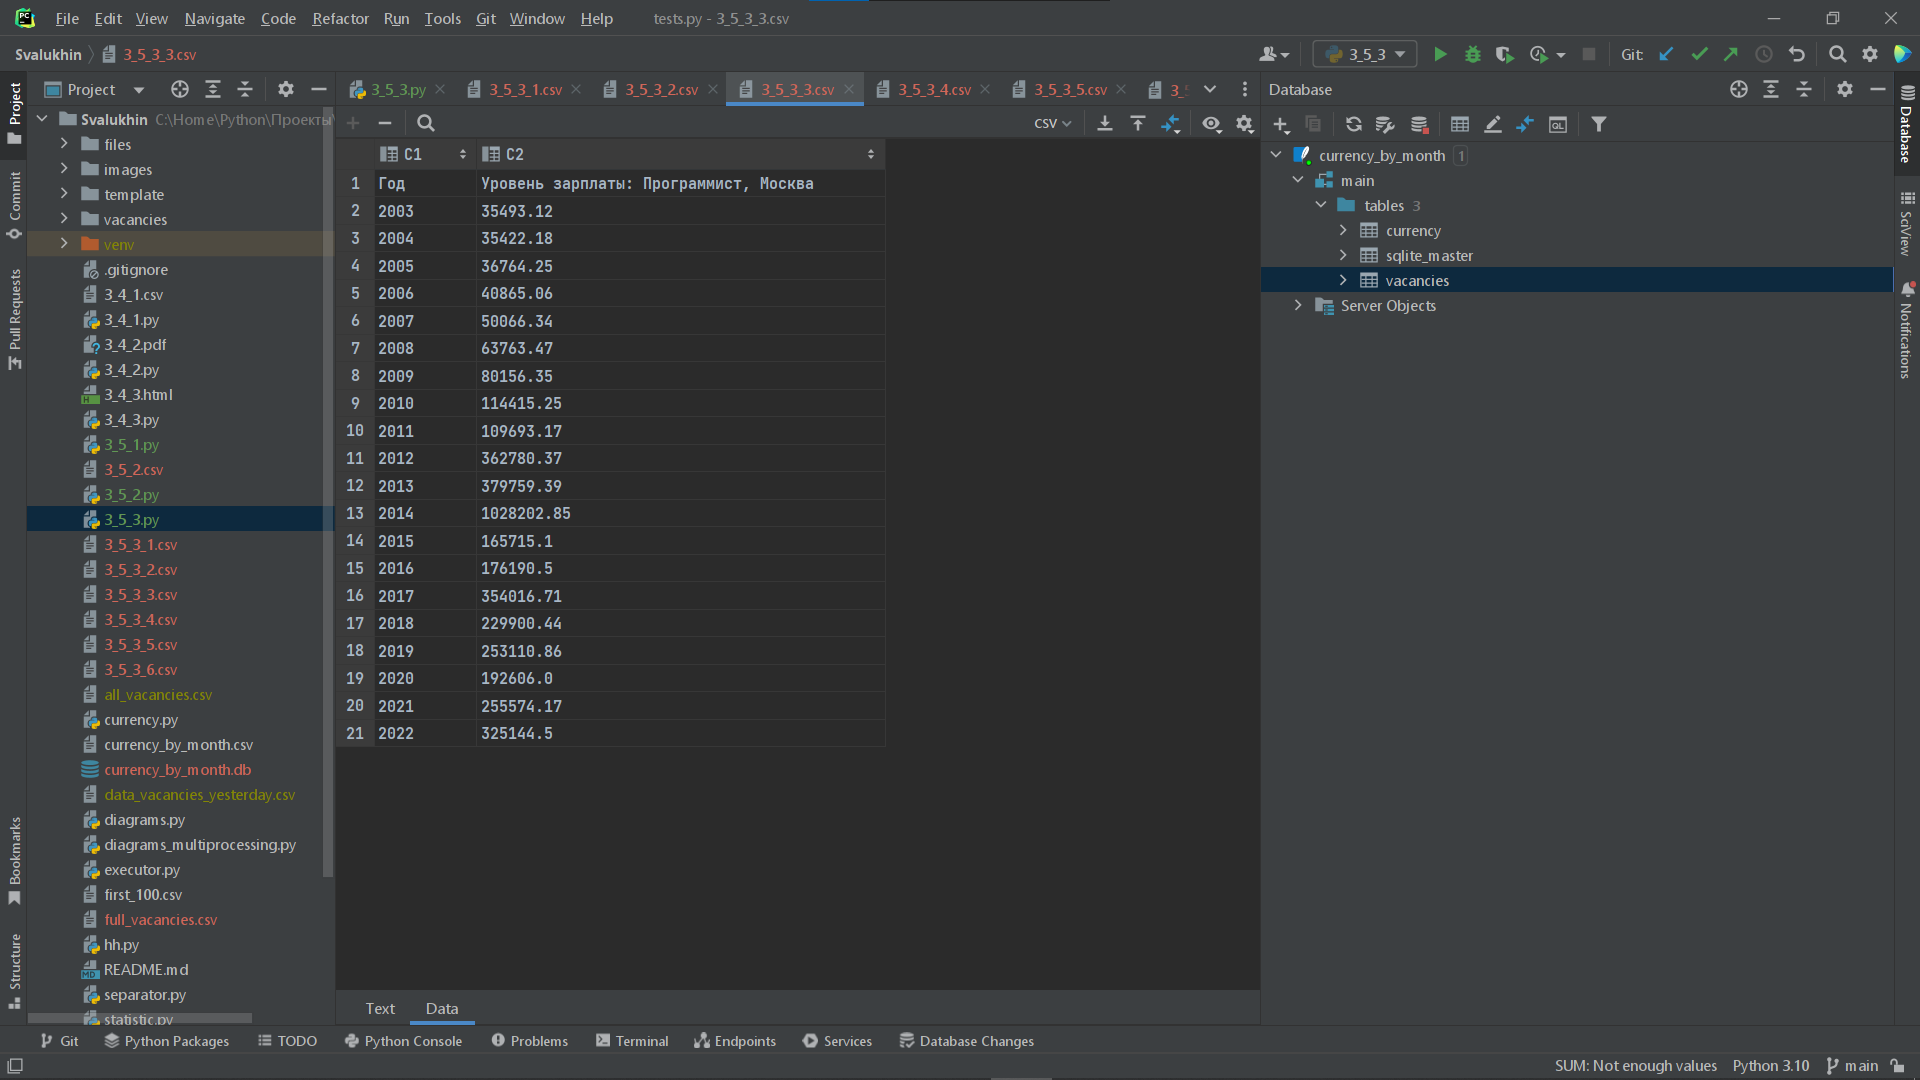 File Edit View Navigate Code Refactor Run Tools Git Window Help tests.py - 3_5_3_3.csv
Svalukhin 3_5_3_3.csv 3_5_3 Git:
Project 3_5_3.py 3_5_3_1.csv 3_5_3_2.csv 3_5_3_3.csv 3_5_3_4.csv 3_5_3_5.csv Database
CSV
Project
Commit
Pull Requests
Bookmarks
Structure
Svalukhin C:\Home\Python\Проекты
files
images
template
vacancies
venv
.gitignore
3_4_1.csv
3_4_1.py
3_4_2.pdf
3_4_2.py
3_4_3.html
3_4_3.py
3_5_1.py
3_5_2.csv
3_5_2.py
3_5_3.py
3_5_3_1.csv
3_5_3_2.csv
3_5_3_3.csv
3_5_3_4.csv
3_5_3_5.csv
3_5_3_6.csv
all_vacancies.csv
currency.py
currency_by_month.csv
currency_by_month.db
data_vacancies_yesterday.csv
diagrams.py
diagrams_multiprocessing.py
executor.py
first_100.csv
full_vacancies.csv
hh.py
README.md
separator.py
statistic.py
C1 C2
1 Год Уровень зарплаты: Программист, Москва
2 2003 35493.12
3 2004 35422.18
4 2005 36764.25
5 2006 40865.06
6 2007 50066.34
7 2008 63763.47
8 2009 80156.35
9 2010 114415.25
10 2011 109693.17
11 2012 362780.37
12 2013 379759.39
13 2014 1028202.85
14 2015 165715.1
15 2016 176190.5
16 2017 354016.71
17 2018 229900.44
18 2019 253110.86
19 2020 192606.0
20 2021 255574.17
21 2022 325144.5
Text Data
currency_by_month 1
main
tables 3
currency
sqlite_master
vacancies
Server Objects
Database
SciView
Notifications
Git Python Packages TODO Python Console Problems Terminal Endpoints Services Database Changes
SUM: Not enough values Python 3.10 main